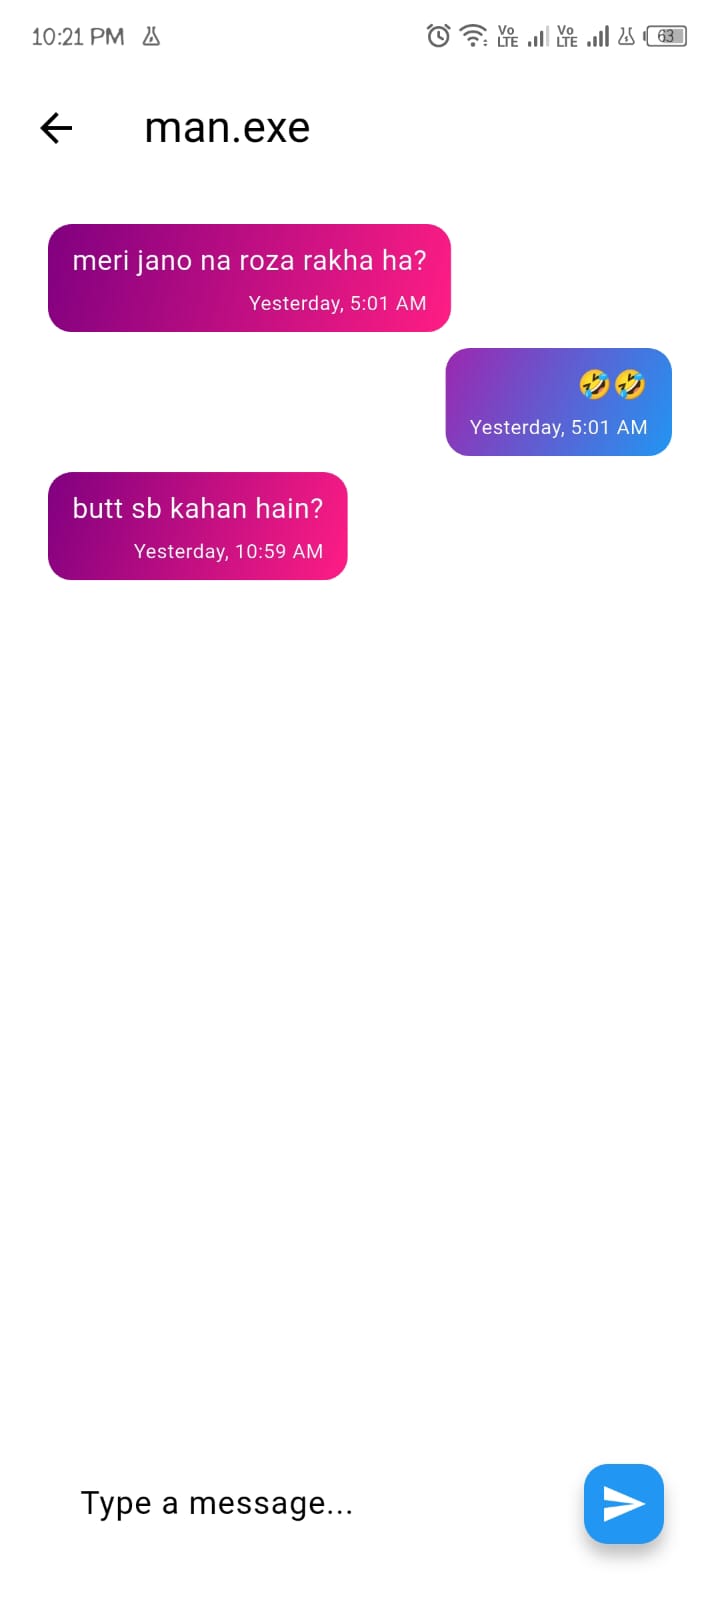 10:21 PM
Vo LTE Vo LTE 63
man.exe
meri jano na roza rakha ha?
Yesterday, 5:01 AM
🤣🤣
Yesterday, 5:01 AM
butt sb kahan hain?
Yesterday, 10:59 AM
Type a message...